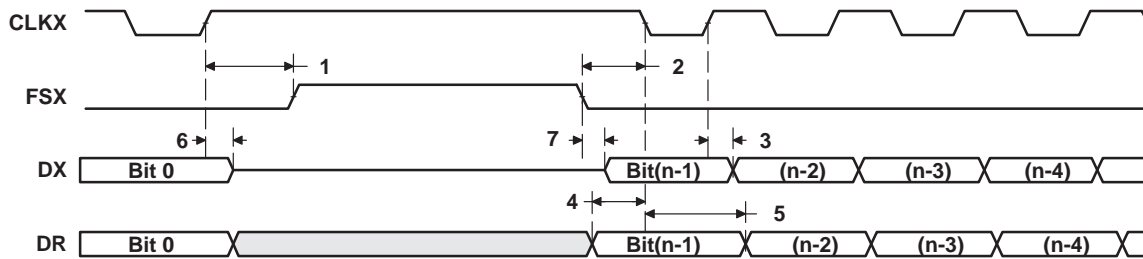 CLKX
1 2
FSX
6 7 3
DX Bit 0 Bit(n-1) (n-2) (n-3) (n-4)
4 5
DR Bit 0 Bit(n-1) (n-2) (n-3) (n-4)